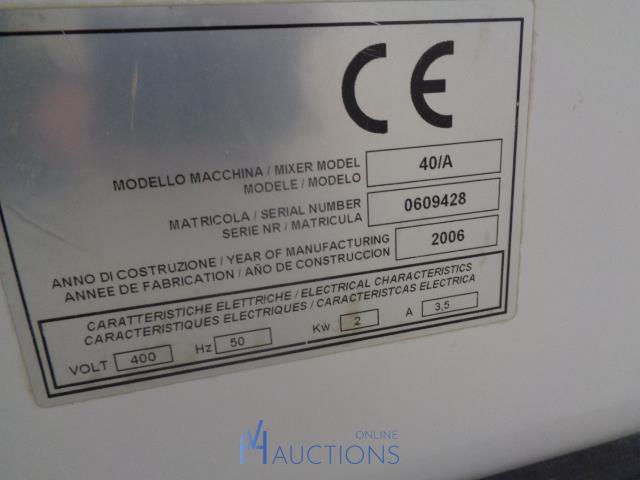 CE
MODELLO MACCHINA / MIXER MODEL
MODELE / MODELO
40/A
MATRICOLA / SERIAL NUMBER
SERIE NR / MATRICULA
0609428
ANNO DI COSTRUZIONE / YEAR OF MANUFACTURING
ANNEE DE FABRICATION / AÑO DE CONSTRUCCION
2006
CARATTERISTICHE ELETTRICHE / ELECTRICAL CHARACTERISTICS
CARACTERISTIQUES ELECTRIQUES / CARACTERISTCAS ELECTRICA
VOLT 400 Hz 50 Kw 2 A 3,5
ONLINE
AUCTIONS